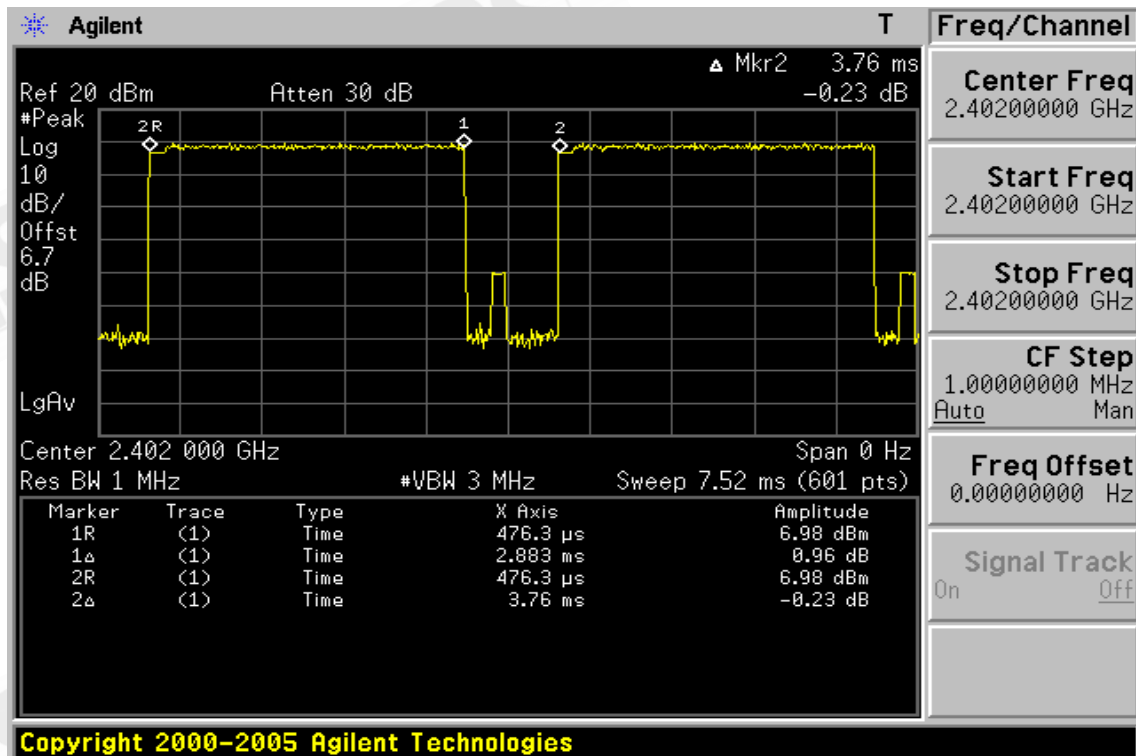 Agilent T
Freq/Channel
▵ Mkr2 3.76 ms
Ref 20 dBm Atten 30 dB -0.23 dB
#Peak
Log
10
dB/
Offst
6.7
dB
LgAv
2R 1 2
Center 2.402 000 GHz Span 0 Hz
Res BW 1 MHz #VBW 3 MHz Sweep 7.52 ms (601 pts)
Marker Trace Type X Axis Amplitude
1R (1) Time 476.3 µs 6.98 dBm
1▵ (1) Time 2.883 ms 0.96 dB
2R (1) Time 476.3 µs 6.98 dBm
2▵ (1) Time 3.76 ms -0.23 dB
Center Freq
2.40200000 GHz
Start Freq
2.40200000 GHz
Stop Freq
2.40200000 GHz
CF Step
1.00000000 MHz
Auto Man
Freq Offset
0.00000000 Hz
Signal Track
On Off
Copyright 2000-2005 Agilent Technologies